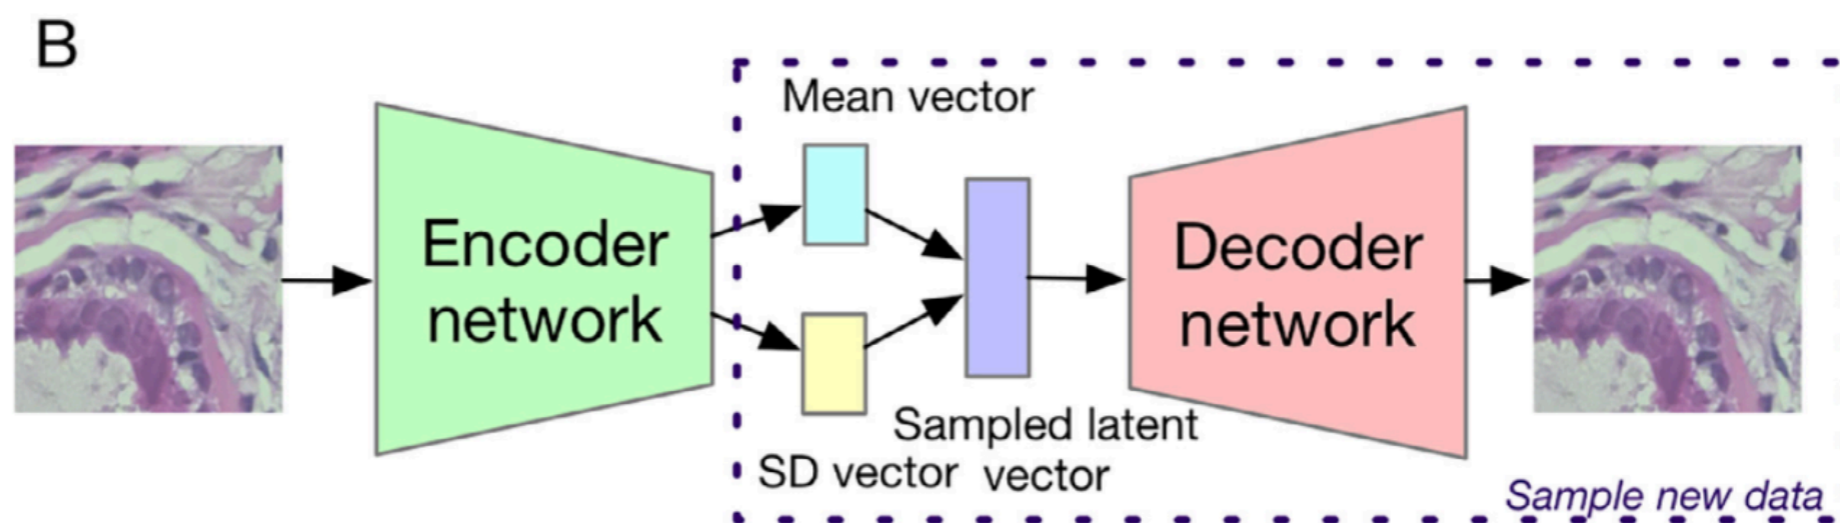 B
Mean vector
Encoder
network
Decoder
network
Sampled latent
vector
SD vector
Sample new data